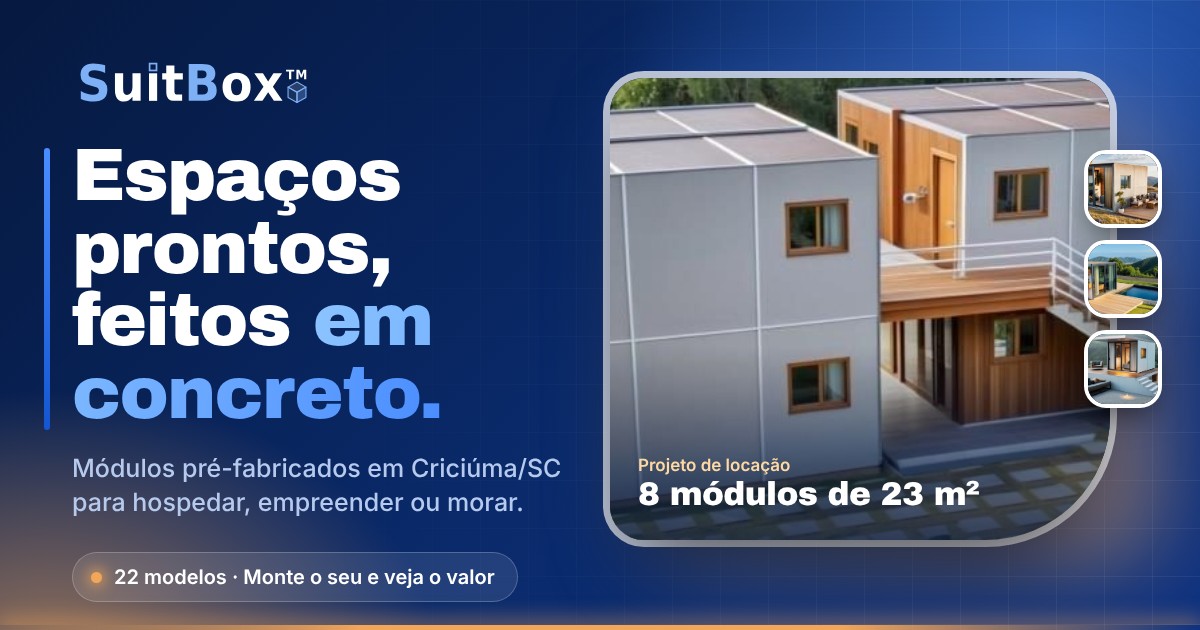 SuitBox™
Espaços
prontos,
feitos em
concreto.
Módulos pré-fabricados em Criciúma/SC
para hospedar, empreender ou morar.
22 modelos · Monte o seu e veja o valor
Projeto de locação
8 módulos de 23 m²